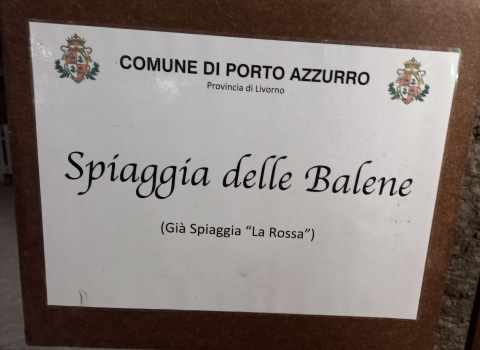 COMUNE DI PORTO AZZURRO
Provincia di Livorno
Spiaggia delle Balene
(Già Spiaggia “La Rossa”)